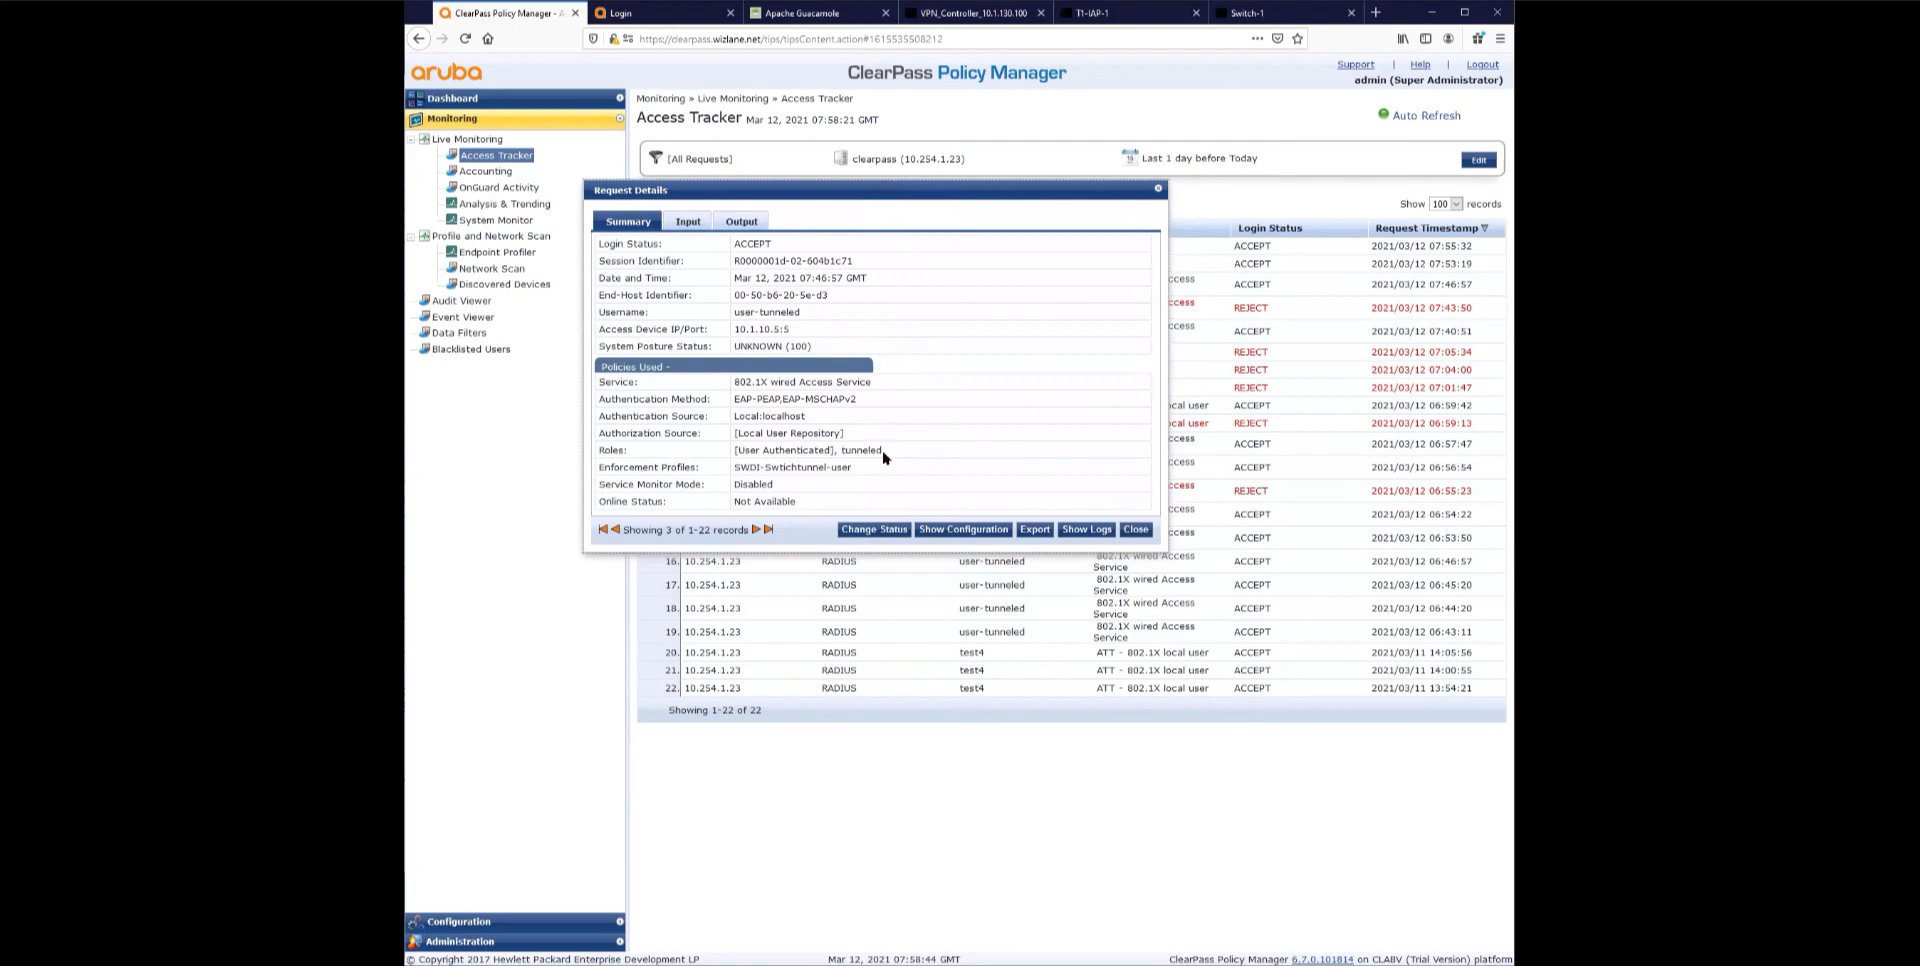 ClearPass Policy Manager - A
Login
Apache Guacamole
VPN_Controller_10.1.130.100
T1-IAP-1
Switch-1
https://clearpass.wizlane.net/tips/tipsContent.action#1615535508212
aruba
ClearPass Policy Manager
Support | Help | Logout
admin (Super Administrator)
Dashboard
Monitoring
Live Monitoring
Access Tracker
Accounting
OnGuard Activity
Analysis & Trending
System Monitor
Profile and Network Scan
Endpoint Profiler
Network Scan
Discovered Devices
Audit Viewer
Event Viewer
Data Filters
Blacklisted Users
Configuration
Administration
Monitoring » Live Monitoring » Access Tracker
Access Tracker Mar 12, 2021 07:58:21 GMT
Auto Refresh
[All Requests] clearpass (10.254.1.23) Last 1 day before Today Edit
Show 100 records
Request Details
Summary Input Output
Login Status: ACCEPT
Session Identifier: R0000001d-02-604b1c71
Date and Time: Mar 12, 2021 07:46:57 GMT
End-Host Identifier: 00-50-b6-20-5e-d3
Username: user-tunneled
Access Device IP/Port: 10.1.10.5:5
System Posture Status: UNKNOWN (100)
Policies Used -
Service: 802.1X wired Access Service
Authentication Method: EAP-PEAP,EAP-MSCHAPv2
Authentication Source: Local:localhost
Authorization Source: [Local User Repository]
Roles: [User Authenticated], tunneled
Enforcement Profiles: SWDI-Swtichtunnel-user
Service Monitor Mode: Disabled
Online Status: Not Available
Showing 3 of 1-22 records Change Status Show Configuration Export Show Logs Close
Login Status Request Timestamp
ACCEPT 2021/03/12 07:55:32
ACCEPT 2021/03/12 07:53:19
ccess
ACCEPT 2021/03/12 07:46:57
ccess
REJECT 2021/03/12 07:43:50
ccess
ACCEPT 2021/03/12 07:40:51
REJECT 2021/03/12 07:05:34
REJECT 2021/03/12 07:04:00
REJECT 2021/03/12 07:01:47
ocal user ACCEPT 2021/03/12 06:59:42
ocal user REJECT 2021/03/12 06:59:13
ccess
ACCEPT 2021/03/12 06:57:47
ccess
ACCEPT 2021/03/12 06:56:54
ccess
REJECT 2021/03/12 06:55:23
ccess
ACCEPT 2021/03/12 06:54:22
ccess
ACCEPT 2021/03/12 06:53:50
802.1X wired Access
16. 10.254.1.23 RADIUS user-tunneled Service ACCEPT 2021/03/12 06:46:57
802.1X wired Access
17. 10.254.1.23 RADIUS user-tunneled Service ACCEPT 2021/03/12 06:45:20
802.1X wired Access
18. 10.254.1.23 RADIUS user-tunneled Service ACCEPT 2021/03/12 06:44:20
802.1X wired Access
19. 10.254.1.23 RADIUS user-tunneled Service ACCEPT 2021/03/12 06:43:11
20. 10.254.1.23 RADIUS test4 ATT - 802.1X local user ACCEPT 2021/03/11 14:05:56
21. 10.254.1.23 RADIUS test4 ATT - 802.1X local user ACCEPT 2021/03/11 14:00:55
22. 10.254.1.23 RADIUS test4 ATT - 802.1X local user ACCEPT 2021/03/11 13:54:21
Showing 1-22 of 22
© Copyright 2017 Hewlett Packard Enterprise Development LP Mar 12, 2021 07:58:44 GMT ClearPass Policy Manager 6.7.0.101814 on CLABV (Trial Version) platform